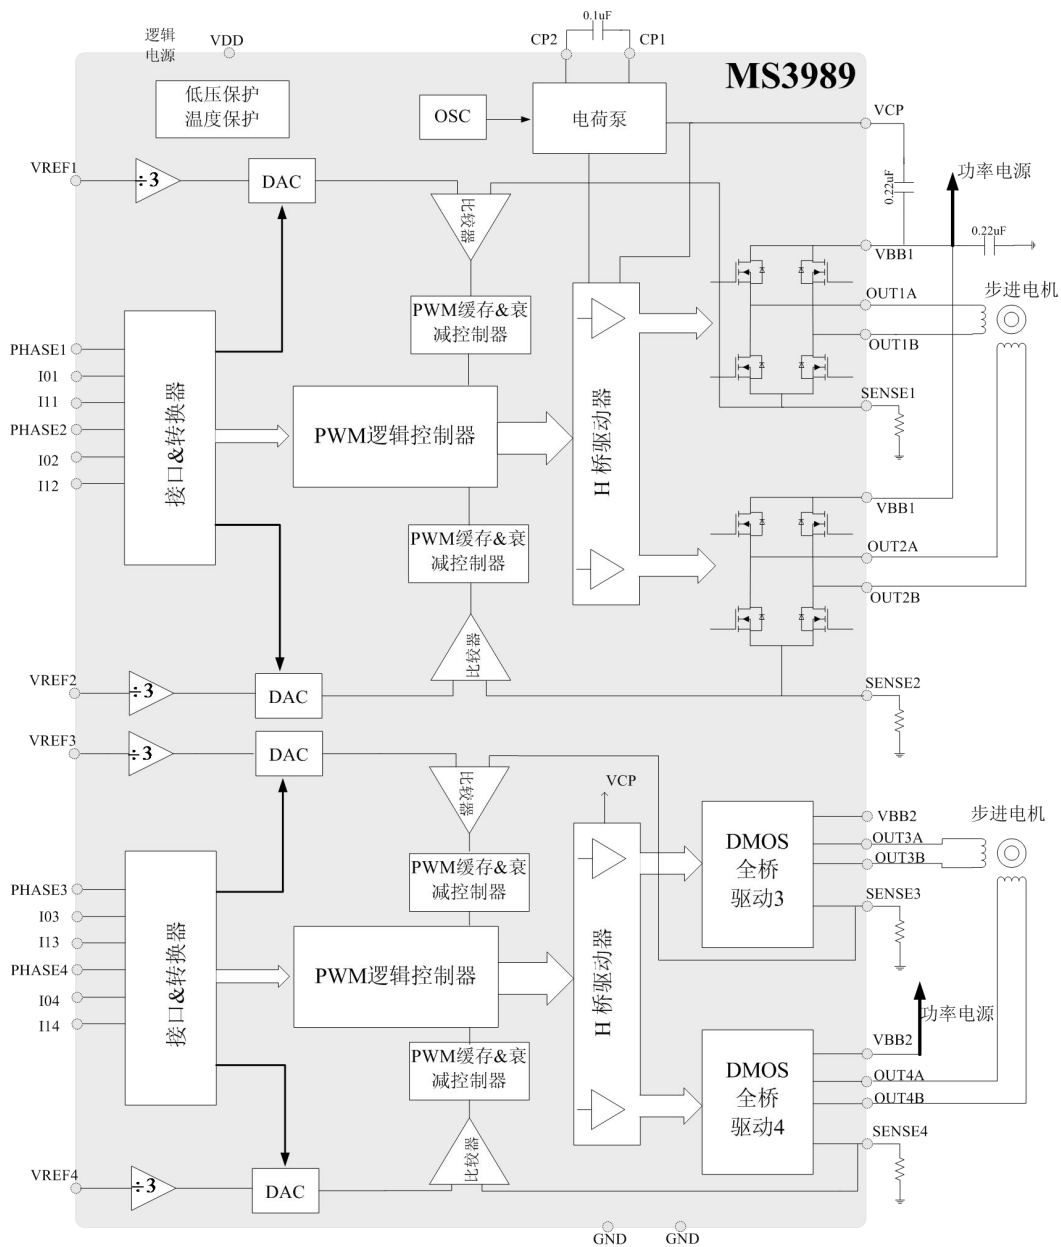 0.1uF
逻辑
电源
VDD
CP2
CP1
MS3989
低压保护
温度保护
OSC
电荷泵
VCP
VREF1
÷3
DAC
比较器
0.22uF
功率电源
0.22uF
VBB1
PWM缓存&衰
减控制器
OUT1A
步进电机
OUT1B
PHASE1
I01
I11
PHASE2
I02
I12
接口&转换器
PWM逻辑控制器
H 桥驱动器
SENSE1
VBB1
PWM缓存&衰
减控制器
OUT2A
OUT2B
比较器
VREF2
÷3
DAC
SENSE2
VREF3
÷3
DAC
比较器
VCP
DMOS
全桥
驱动3
VBB2
步进电机
OUT3A
OUT3B
PWM缓存&衰
减控制器
PHASE3
I03
I13
PHASE4
I04
I14
接口&转换器
PWM逻辑控制器
H 桥驱动器
SENSE3
功率电源
DMOS
全桥
驱动4
VBB2
PWM缓存&衰
减控制器
OUT4A
OUT4B
比较器
SENSE4
VREF4
÷3
DAC
GND
GND